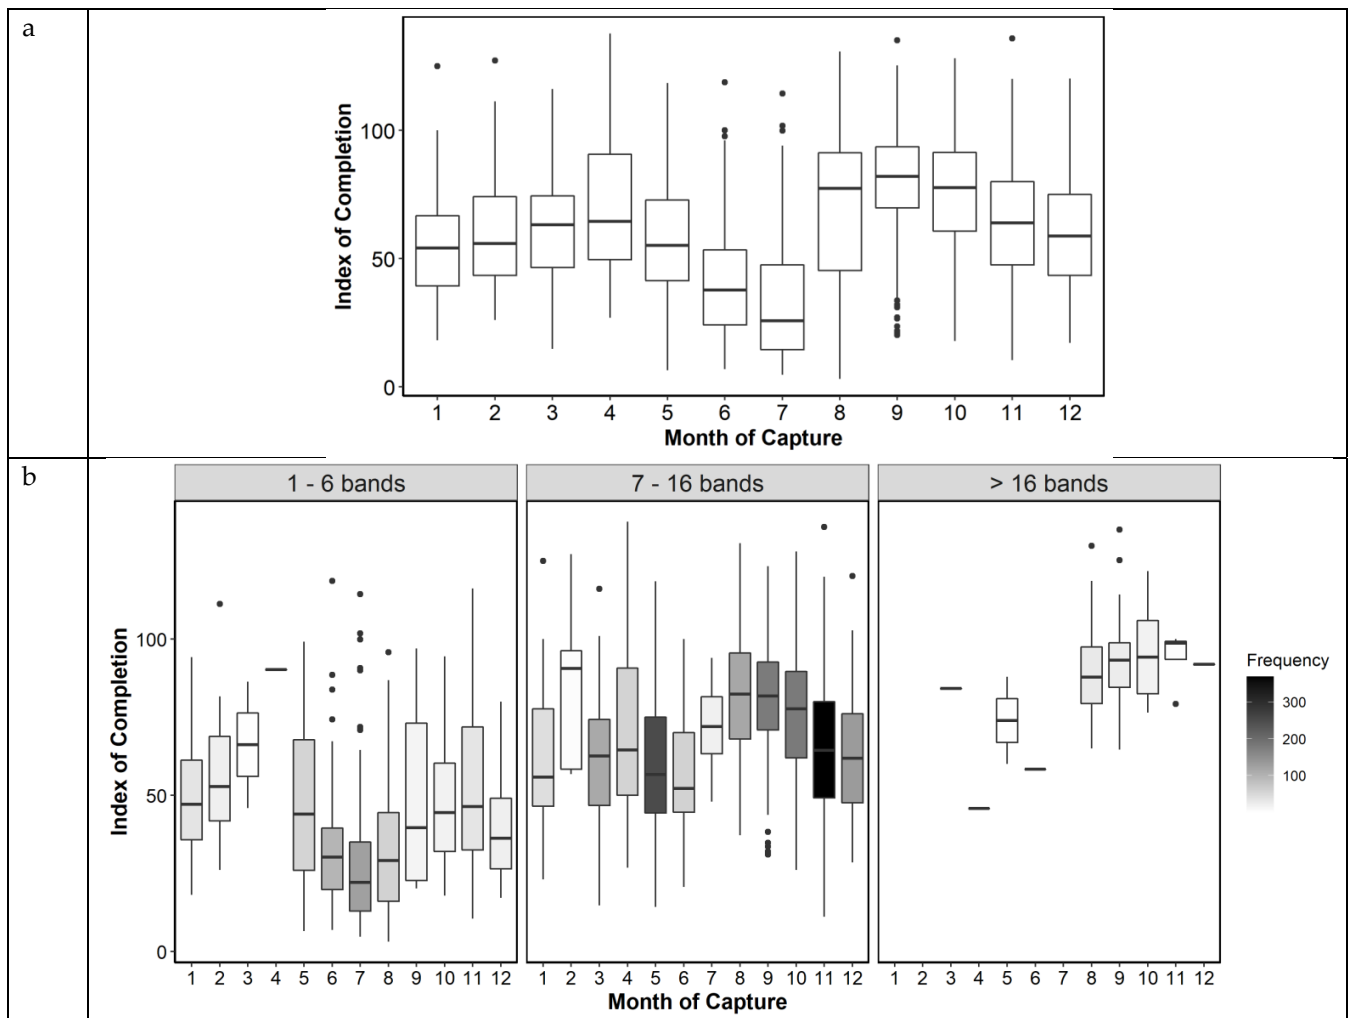 a
Index of Completion
100
50
0
1 2 3 4 5 6 7 8 9 10 11 12
Month of Capture
b
1 - 6 bands 7 - 16 bands > 16 bands
Index of Completion
100
50
0
1 2 3 4 5 6 7 8 9 10 11 12 1 2 3 4 5 6 7 8 9 10 11 12 1 2 3 4 5 6 7 8 9 10 11 12
Month of Capture
Frequency
300
200
100